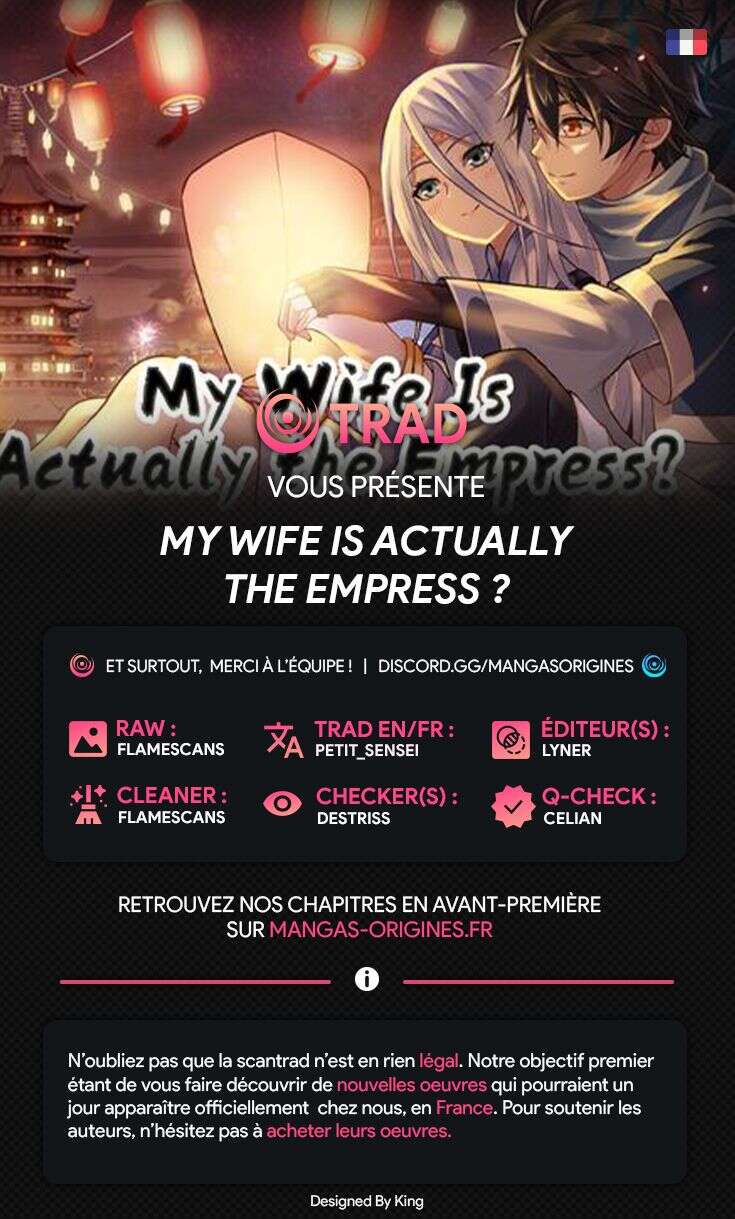 My Wife Is
Actually the Empress?
TRAD
VOUS PRÉSENTE
MY WIFE IS ACTUALLY
THE EMPRESS ?
ET SURTOUT, MERCI À L'ÉQUIPE ! | DISCORD.GG/MANGASORIGINES
RAW :
FLAMESCANS
TRAD EN/FR :
PETIT_SENSEI
ÉDITEUR(S) :
LYNER
CLEANER :
FLAMESCANS
CHECKER(S) :
DESTRISS
Q-CHECK :
CELIAN
RETROUVEZ NOS CHAPITRES EN AVANT-PREMIÈRE
SUR MANGAS-ORIGINES.FR
N'oubliez pas que la scantrad n'est en rien légal. Notre objectif premier
étant de vous faire découvrir de nouvelles oeuvres qui pourraient un
jour apparaître officiellement chez nous, en France. Pour soutenir les
auteurs, n'hésitez pas à acheter leurs oeuvres.
Designed By King